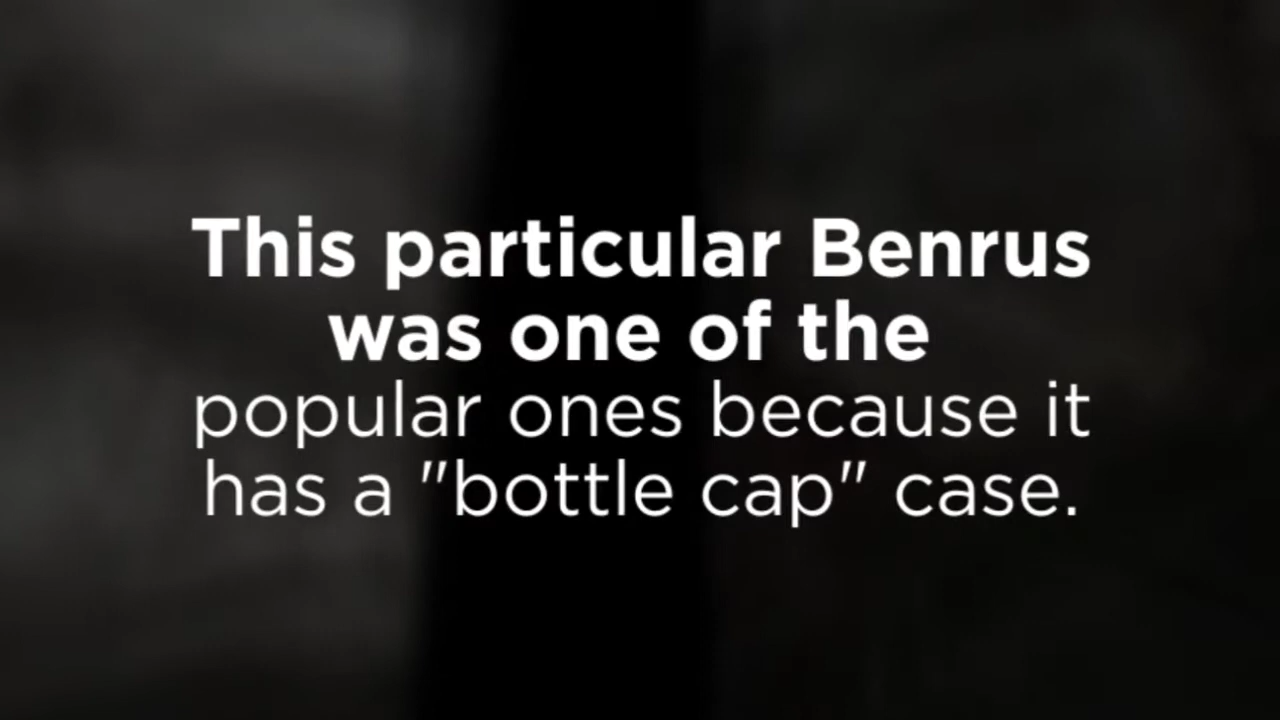 This particular Benrus
was one of the
popular ones because it
has a "bottle cap" case.